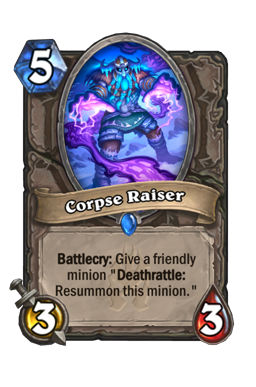 5
Corpse Raiser
Battlecry: Give a friendly
minion "Deathrattle:
Resummon this minion."
3 3